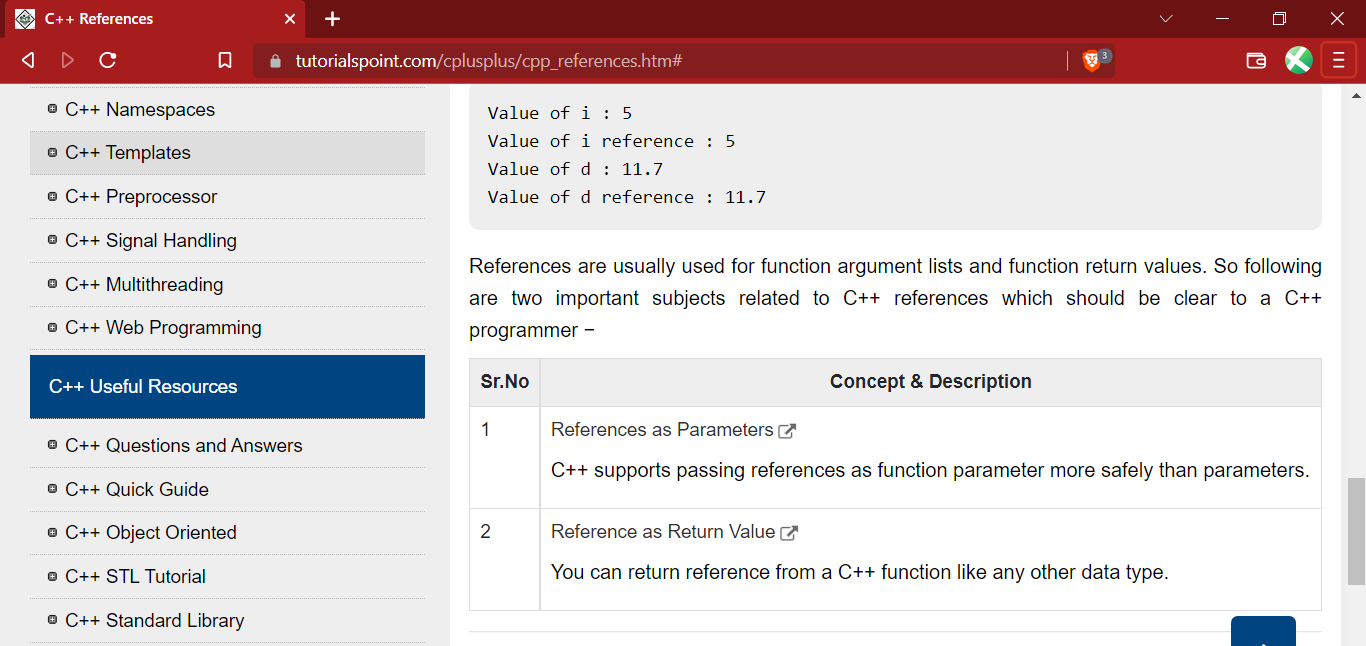 C++ References
tutorialspoint.com/cplusplus/cpp_references.htm#
3
C++ Namespaces
C++ Templates
C++ Preprocessor
C++ Signal Handling
C++ Multithreading
C++ Web Programming
C++ Useful Resources
C++ Questions and Answers
C++ Quick Guide
C++ Object Oriented
C++ STL Tutorial
C++ Standard Library
Value of i : 5
Value of i reference : 5
Value of d : 11.7
Value of d reference : 11.7
References are usually used for function argument lists and function return values. So following
are two important subjects related to C++ references which should be clear to a C++
programmer −
Sr.No Concept & Description
1 References as Parameters
C++ supports passing references as function parameter more safely than parameters.
2 Reference as Return Value
You can return reference from a C++ function like any other data type.